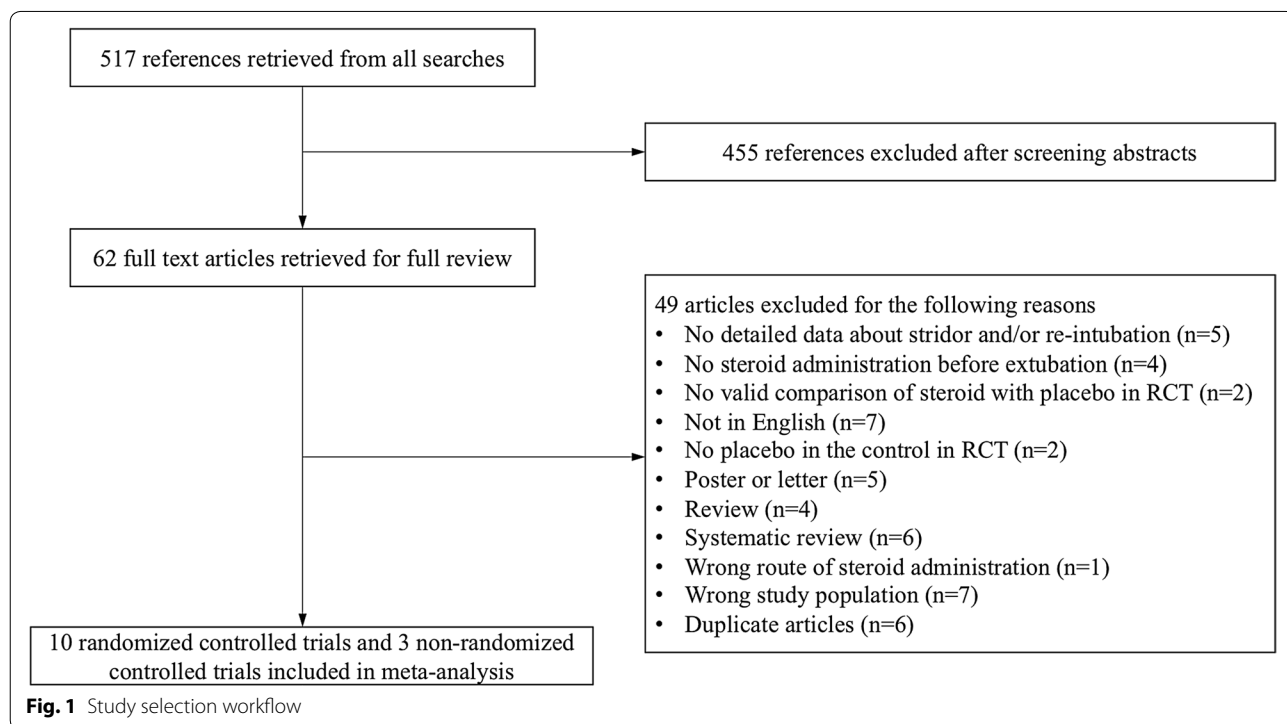 517 references retrieved from all searches
455 references excluded after screening abstracts
62 full text articles retrieved for full review
49 articles excluded for the following reasons
• No detailed data about stridor and/or re-intubation (n=5)
• No steroid administration before extubation (n=4)
• No valid comparison of steroid with placebo in RCT (n=2)
• Not in English (n=7)
• No placebo in the control in RCT (n=2)
• Poster or letter (n=5)
• Review (n=4)
• Systematic review (n=6)
• Wrong route of steroid administration (n=1)
• Wrong study population (n=7)
• Duplicate articles (n=6)
10 randomized controlled trials and 3 non-randomized
controlled trials included in meta-analysis
Fig. 1 Study selection workflow